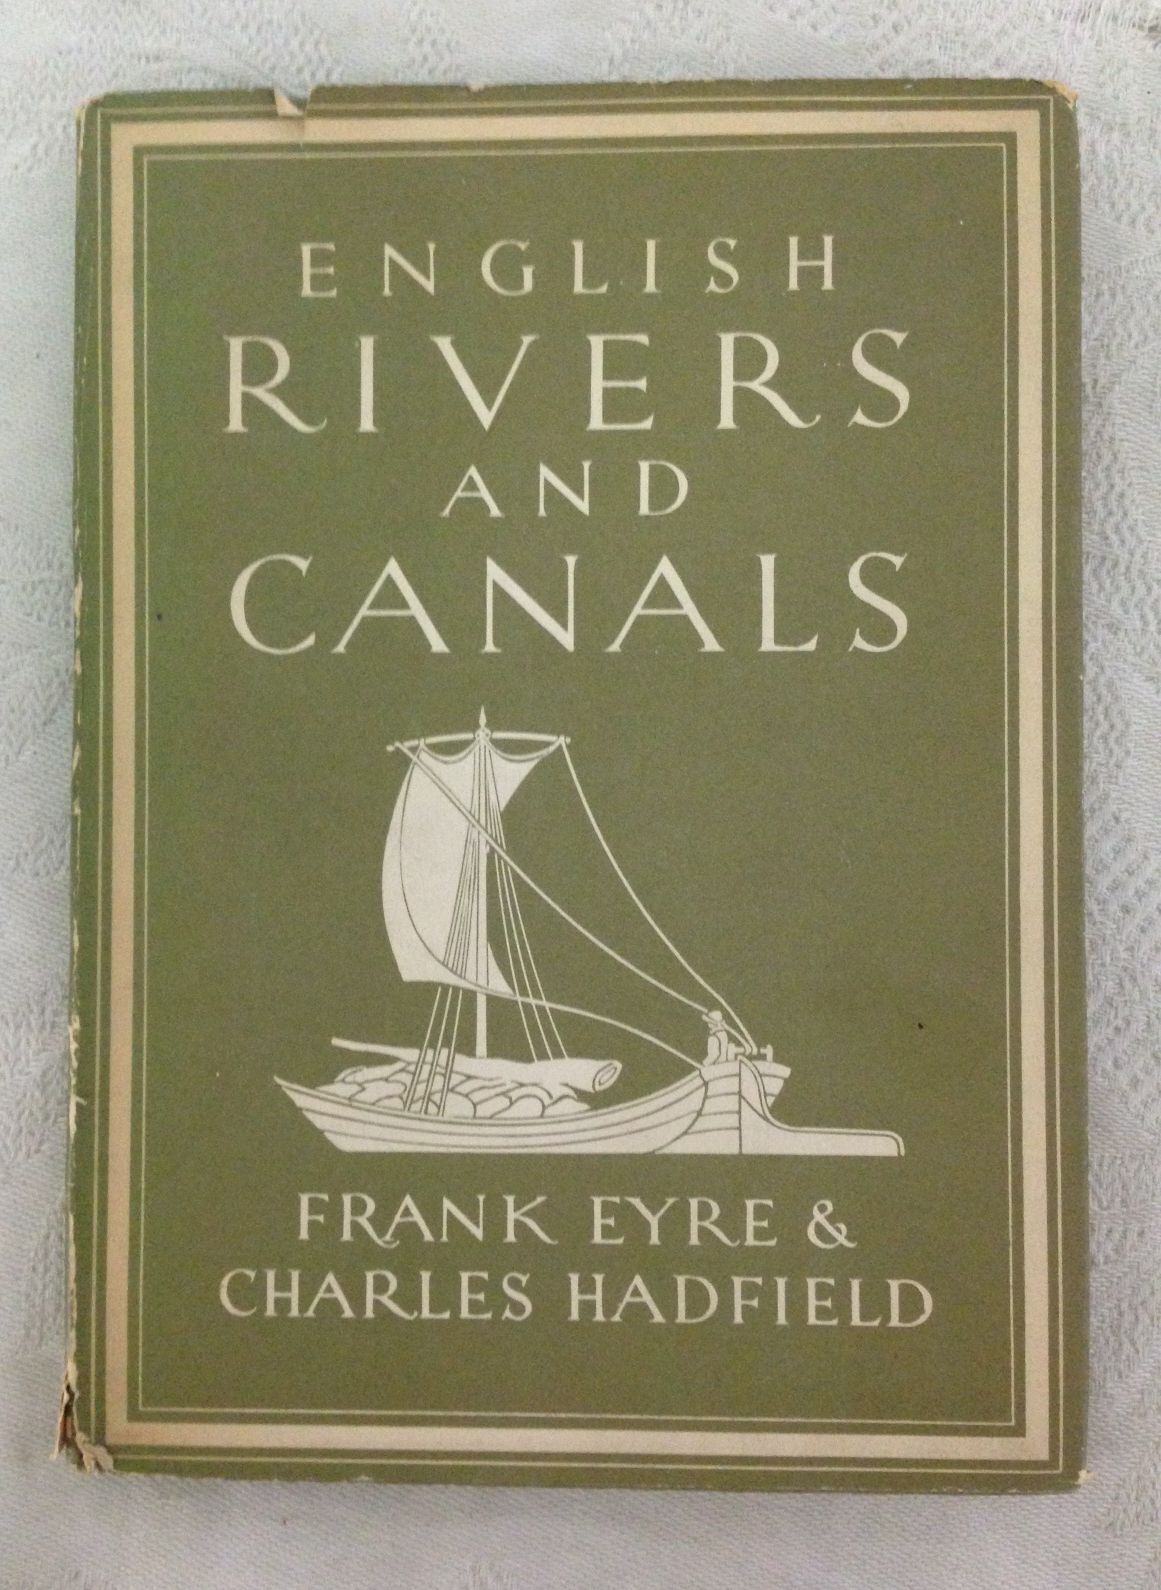 ENGLISH
RIVERS
AND
CANALS
FRANK EYRE &
CHARLES HADFIELD